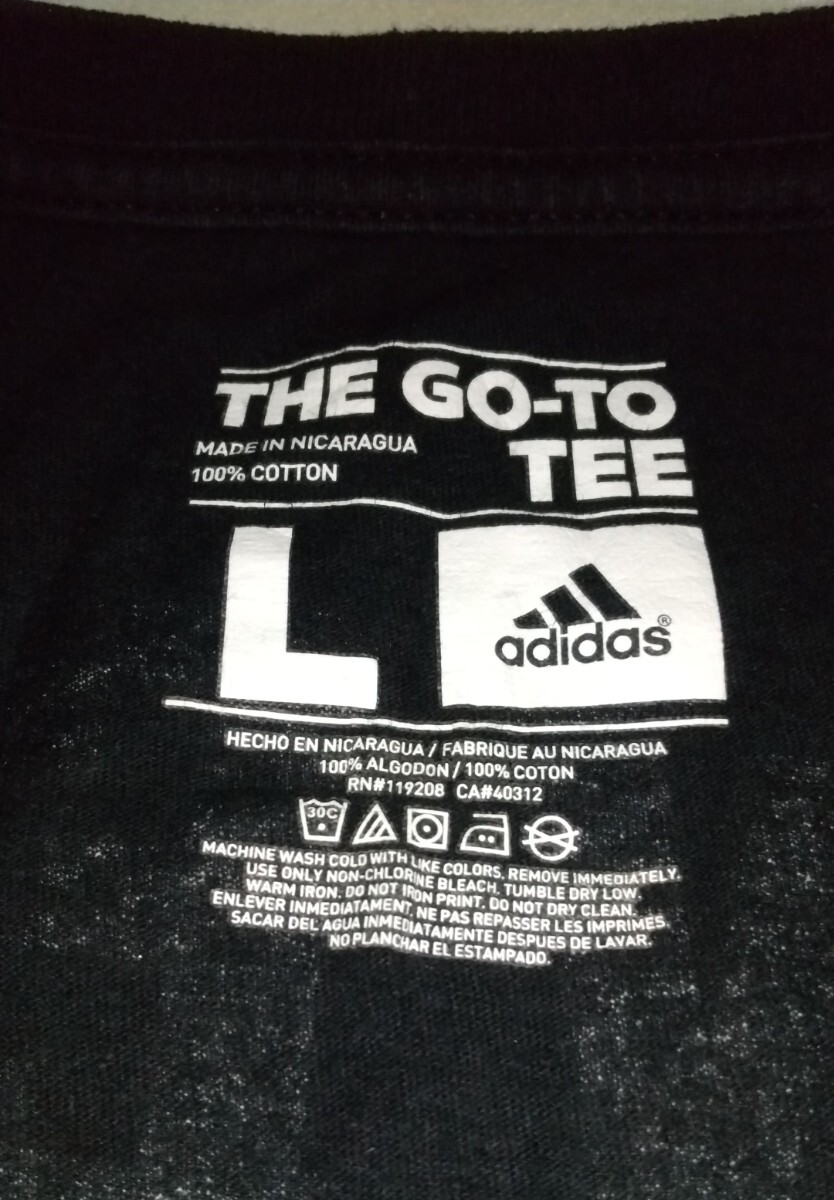 THE GO-TO
TEE
MADE IN NICARAGUA
100% COTTON
L
adidas®
HECHO EN NICARAGUA / FABRIQUE AU NICARAGUA
100% ALGODON / 100% COTON
RN#119208 CA#40312
30C
MACHINE WASH COLD WITH LIKE COLORS. REMOVE IMMEDIATELY.
USE ONLY NON-CHLORINE BLEACH. TUMBLE DRY LOW.
WARM IRON. DO NOT IRON PRINT. DO NOT DRY CLEAN.
ENLEVER INMEDIATAMENT. NE PAS REPASSER LES IMPRIMES.
SACAR DEL AGUA INMEDIATAMENTE DESPUES DE LAVAR.
NO PLANCHAR EL ESTAMPADO.